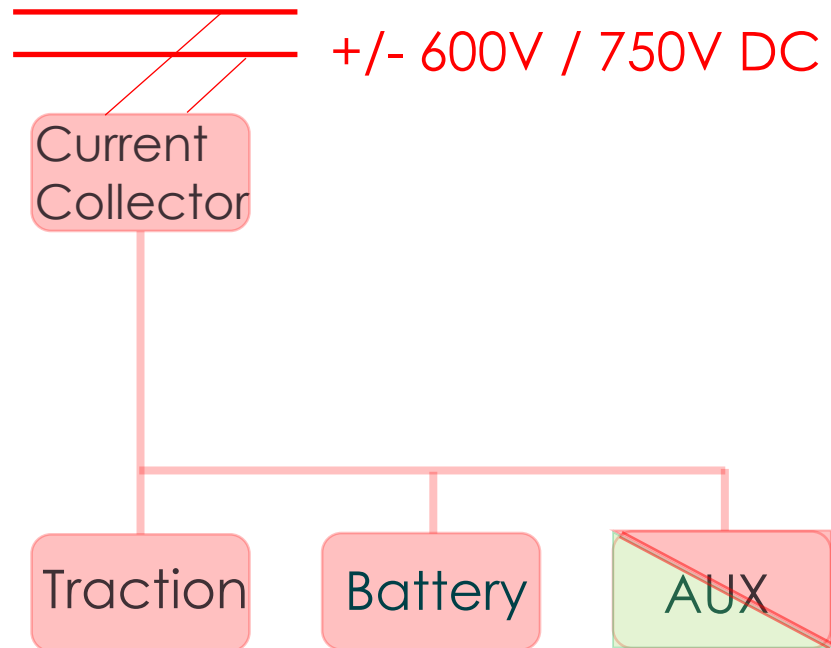 +/- 600V / 750V DC
Current
Collector
Traction
Battery
AUX